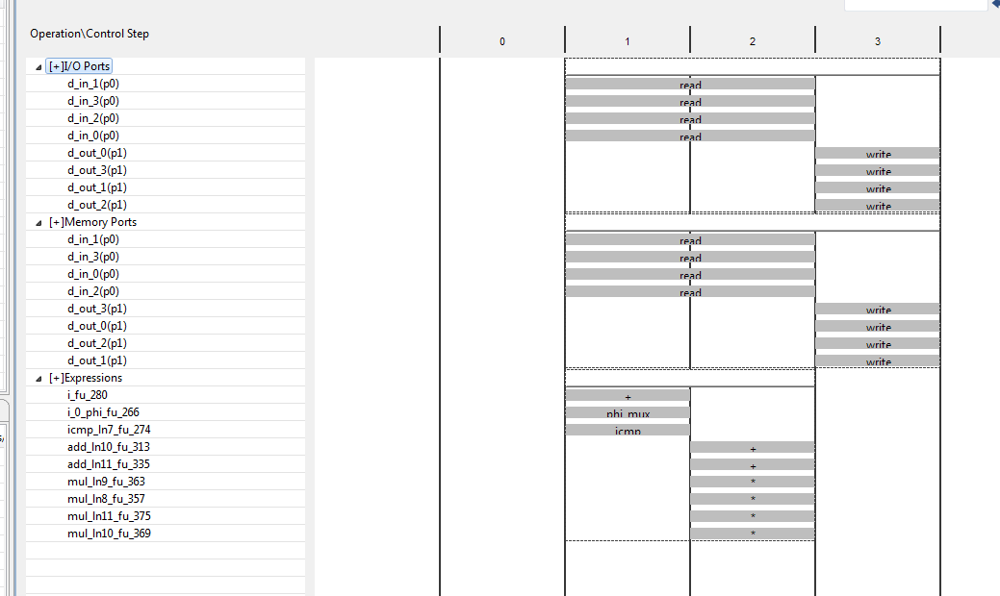 Operation\Control Step 0 1 2 3
[+]I/O Ports
d_in_1(p0) read
d_in_3(p0) read
d_in_2(p0) read
d_in_0(p0) read
d_out_0(p1) write
d_out_3(p1) write
d_out_1(p1) write
d_out_2(p1) write
[+]Memory Ports
d_in_1(p0) read
d_in_3(p0) read
d_in_0(p0) read
d_in_2(p0) read
d_out_3(p1) write
d_out_0(p1) write
d_out_2(p1) write
d_out_1(p1) write
[+]Expressions
i_fu_280 +
i_0_phi_fu_266 phi_mux
icmp_ln7_fu_274 icmp
add_ln10_fu_313 +
add_ln11_fu_335 +
mul_ln9_fu_363 *
mul_ln8_fu_357 *
mul_ln11_fu_375 *
mul_ln10_fu_369 *